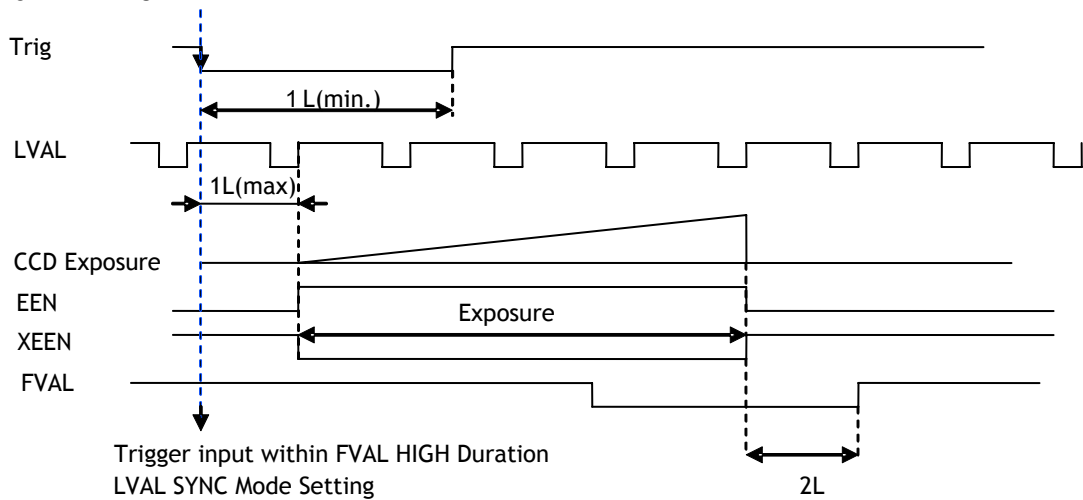 Trig
1 L(min.)
LVAL
1L(max)
CCD Exposure
EEN
Exposure
XEEN
FVAL
Trigger input within FVAL HIGH Duration
LVAL SYNC Mode Setting
2L